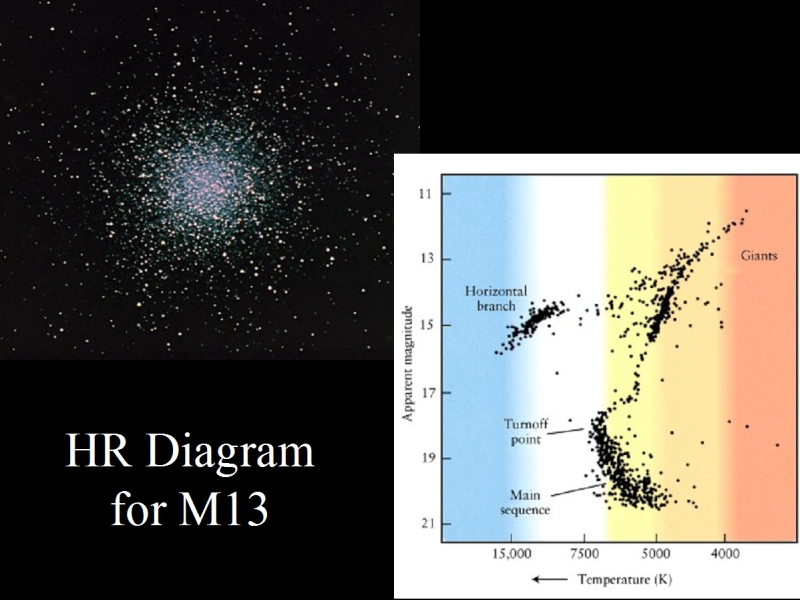 HR Diagram
for M13
Apparent magnitude
11
13
15
17
19
21
Giants
Horizontal
branch
Turnoff
point
Main
sequence
15,000 7500 5000 4000
Temperature (K)